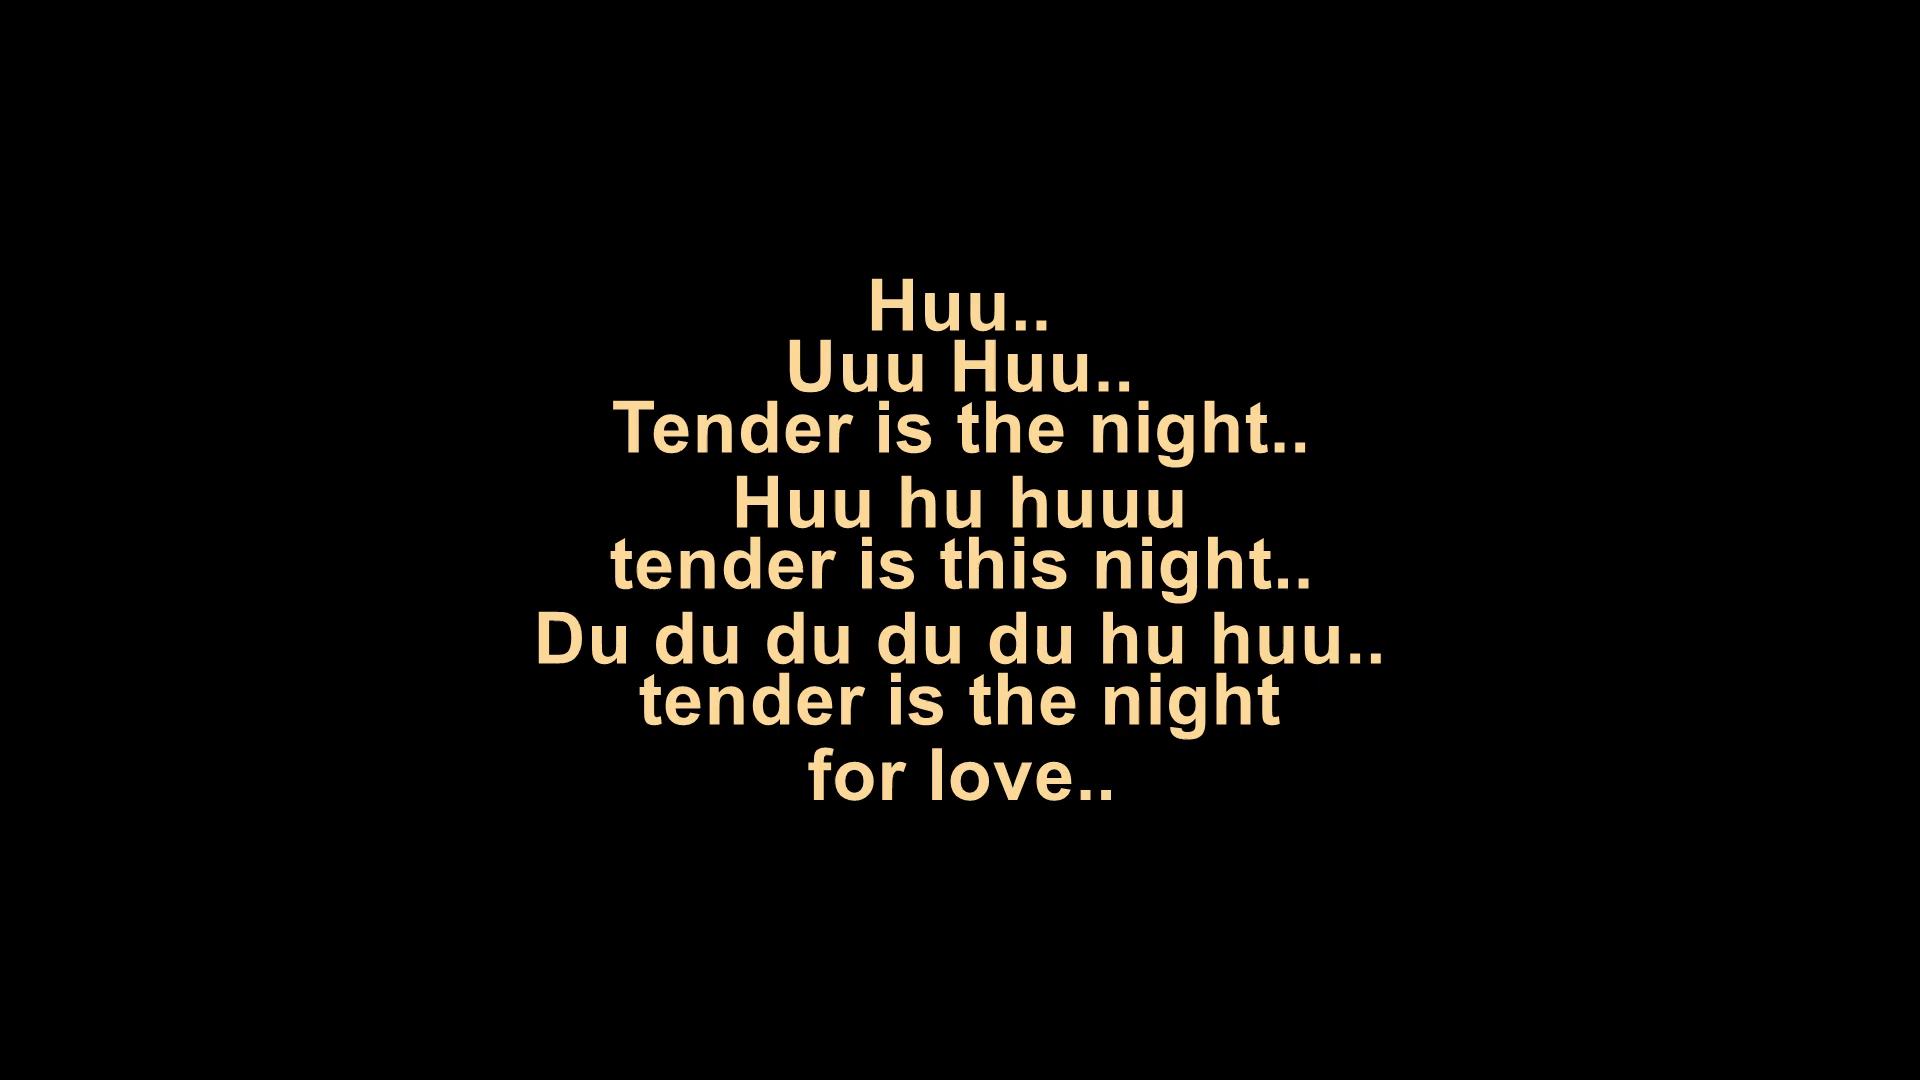 Huu..
Uuu Huu..
Tender is the night..
Huu hu huuu
tender is this night..
Du du du du du hu huu..
tender is the night
for love..